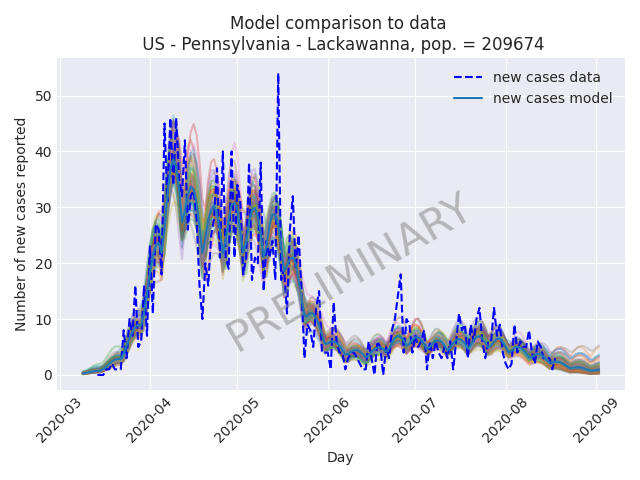 Model comparison to data
US - Pennsylvania - Lackawanna, pop. = 209674
new cases data
new cases model
Number of new cases reported
50
40
30
20
10
0
PRELIMINARY
2020-03
2020-04
2020-05
2020-06
2020-07
2020-08
2020-09
Day